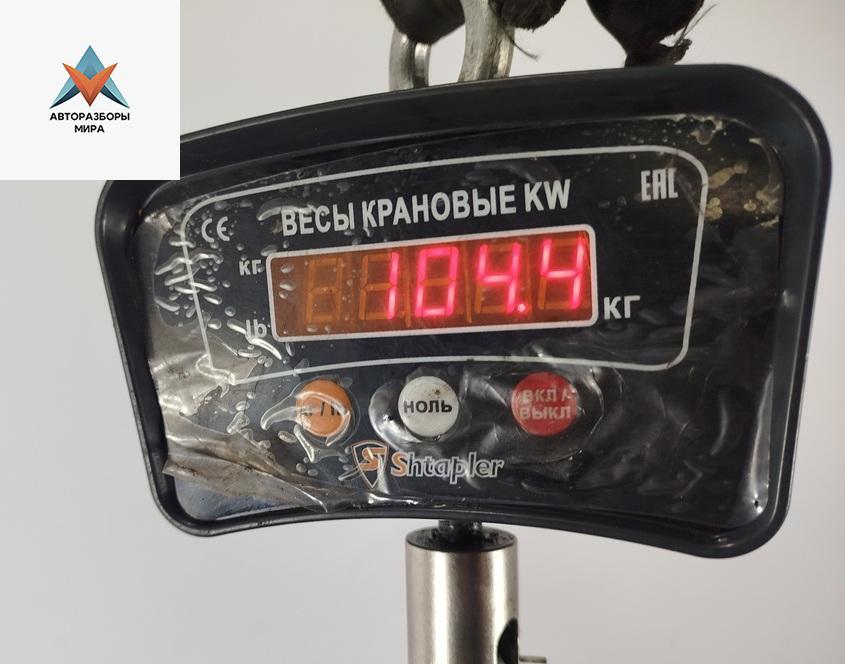 АВТОРАЗБОРЫ
МИРА
CE
EAC
ВЕСЫ КРАНОВЫЕ KW
кг
lb
104.4
КГ
НОЛЬ
ВКЛ /
ВЫКЛ
Shtapler